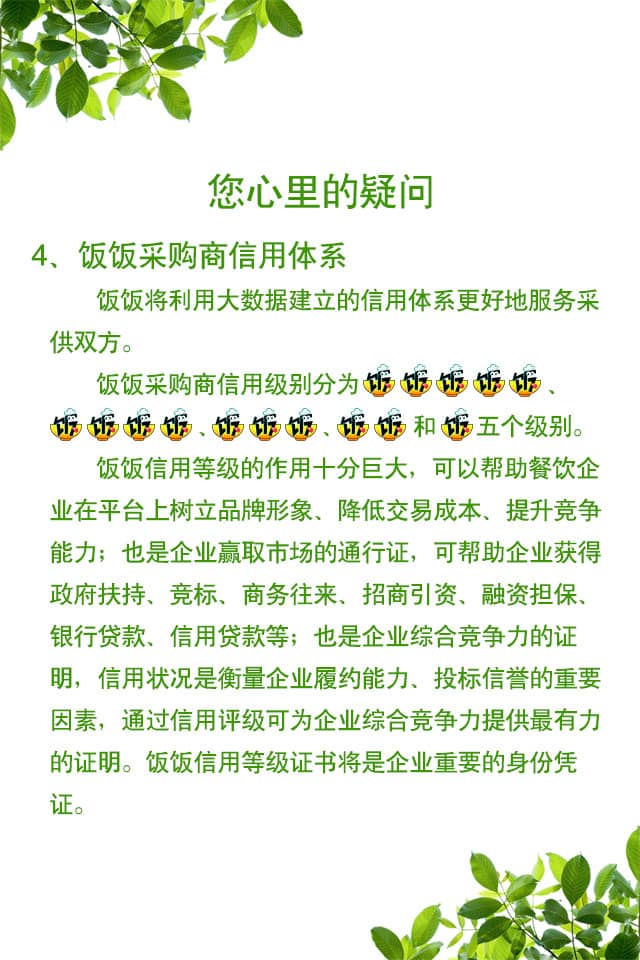 您心里的疑问
4、饭饭采购商信用体系
饭饭将利用大数据建立的信用体系更好地服务采
供双方。
饭饭采购商信用级别分为饭饭饭饭饭、
饭饭饭饭、饭饭饭、饭饭和饭五个级别。
饭饭信用等级的作用十分巨大，可以帮助餐饮企
业在平台上树立品牌形象、降低交易成本、提升竞争
能力；也是企业赢取市场的通行证，可帮助企业获得
政府扶持、竞标、商务往来、招商引资、融资担保、
银行贷款、信用贷款等；也是企业综合竞争力的证
明，信用状况是衡量企业履约能力、投标信誉的重要
因素，通过信用评级可为企业综合竞争力提供最有力
的证明。饭饭信用等级证书将是企业重要的身份凭
证。